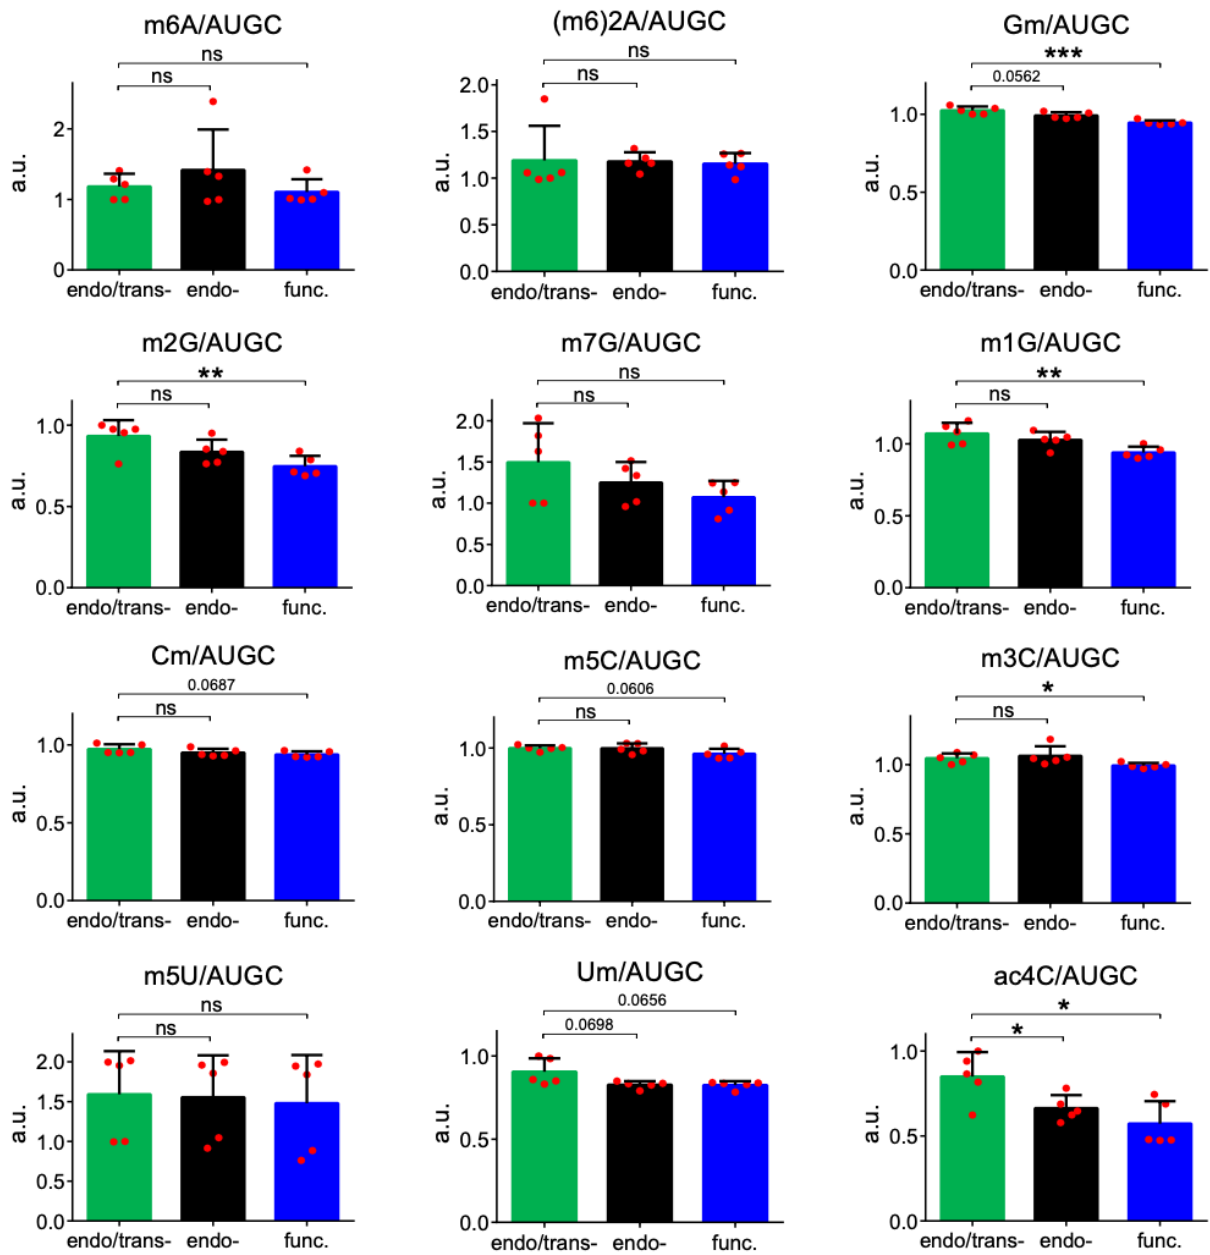 m6A/AUGC
ns
ns
2
1
0
a.u.
endo/trans- endo- func.
(m6)2A/AUGC
ns
ns
2.0
1.5
1.0
0.5
0.0
a.u.
endo/trans- endo- func.
Gm/AUGC
***
0.0562
1.0
0.5
0.0
a.u.
endo/trans- endo- func.
m2G/AUGC
**
ns
1.0
0.5
0.0
a.u.
endo/trans- endo- func.
m7G/AUGC
ns
ns
2.0
1.5
1.0
0.5
0.0
a.u.
endo/trans- endo- func.
m1G/AUGC
**
ns
1.0
0.5
0.0
a.u.
endo/trans- endo- func.
Cm/AUGC
0.0687
ns
1.0
0.5
0.0
a.u.
endo/trans- endo- func.
m5C/AUGC
0.0606
ns
1.0
0.5
0.0
a.u.
endo/trans- endo- func.
m3C/AUGC
*
ns
1.0
0.5
0.0
a.u.
endo/trans- endo- func.
m5U/AUGC
ns
ns
2.0
1.5
1.0
0.5
0.0
a.u.
endo/trans- endo- func.
Um/AUGC
0.0656
0.0698
1.0
0.5
0.0
a.u.
endo/trans- endo- func.
ac4C/AUGC
*
*
1.0
0.5
0.0
a.u.
endo/trans- endo- func.